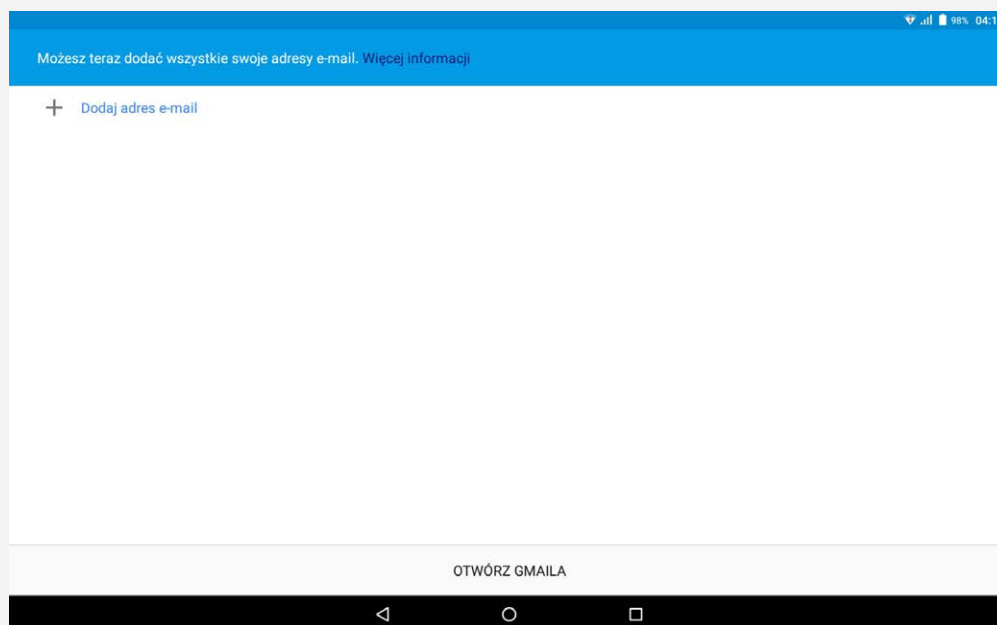 98% 04:1
Możesz teraz dodać wszystkie swoje adresy e-mail. Więcej informacji
Dodaj adres e-mail
OTWÓRZ GMAILA